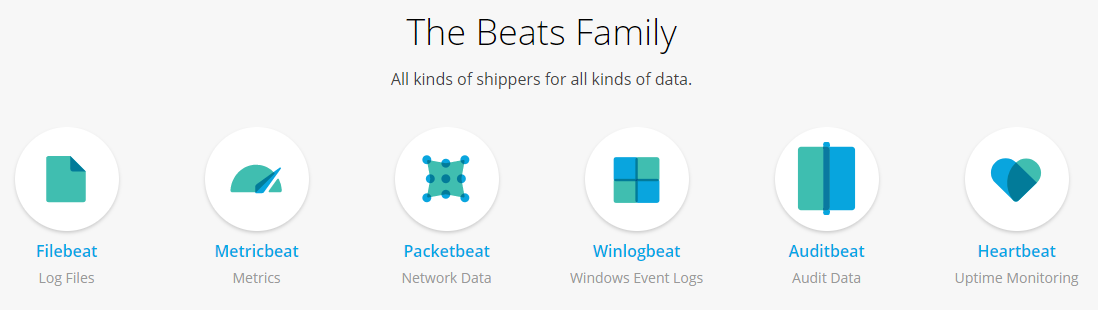 The Beats Family
All kinds of shippers for all kinds of data.
Filebeat Metricbeat Packetbeat Winlogbeat Auditbeat Heartbeat
Log Files Metrics Network Data Windows Event Logs Audit Data Uptime Monitoring